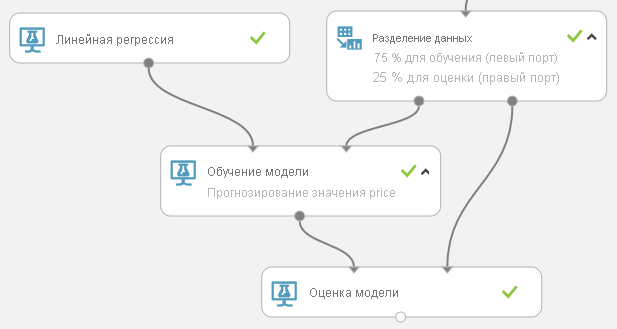 Линейная регрессия
Разделение данных
75 % для обучения (левый порт)
25 % для оценки (правый порт)
Обучение модели
Прогнозирование значения price
Оценка модели